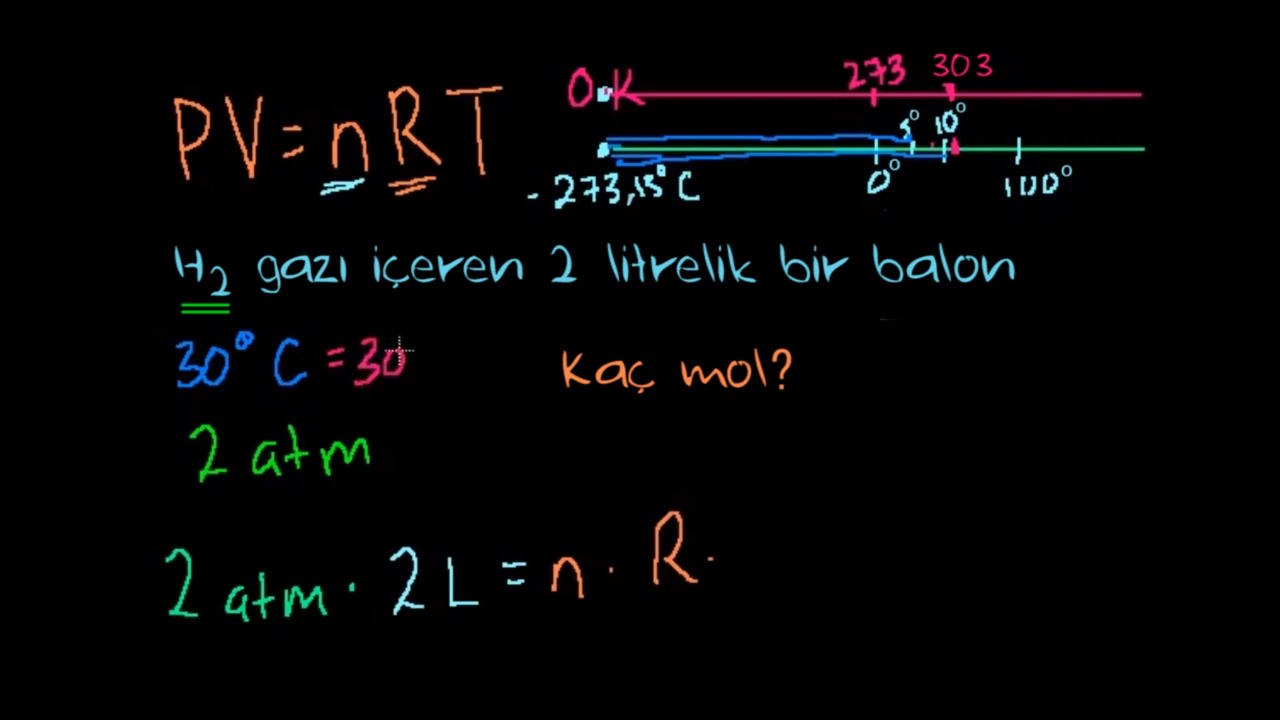 PV = nRT
0 K 273 303
5° 10°
-273,15° C 0° 100°
H₂ gazı içeren 2 litrelik bir balon
30° C = 30
Kaç mol?
2 atm
2 atm · 2 L = n · R ·